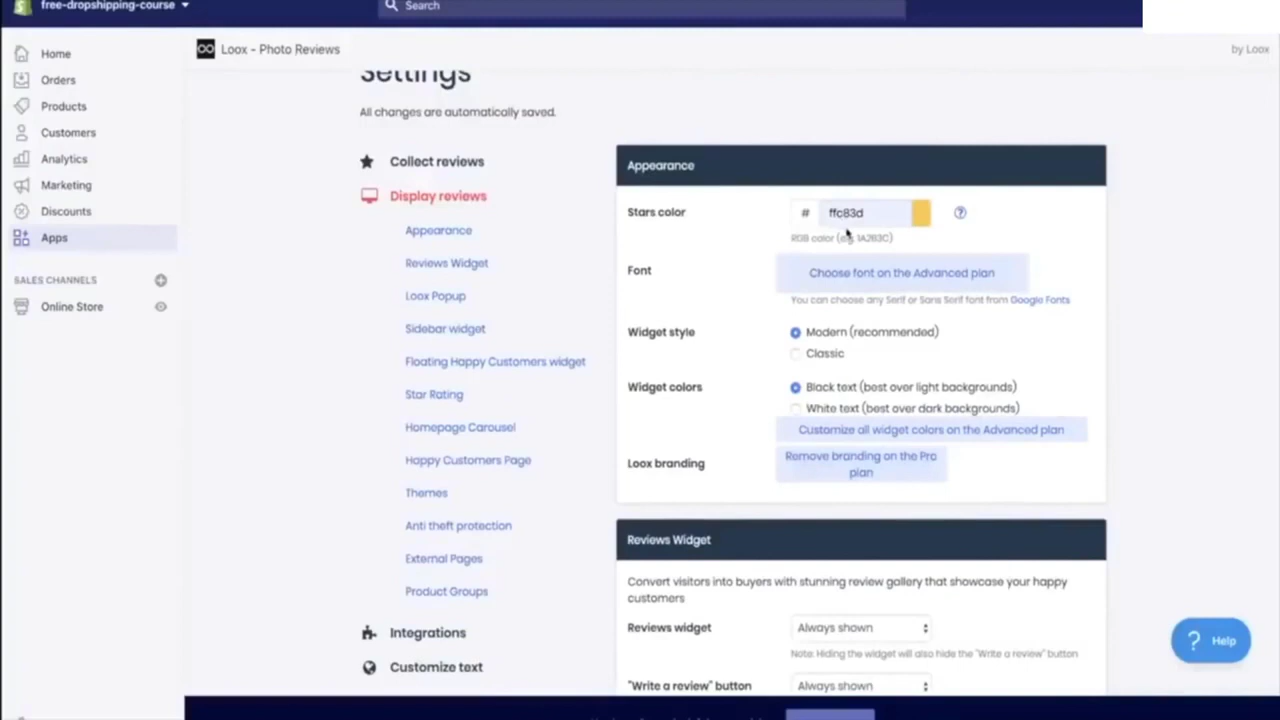 free-dropshipping-course
Search
Home
Orders
Products
Customers
Analytics
Marketing
Discounts
Apps
SALES CHANNELS
Online Store
Loox - Photo Reviews
by Loox
Settings
All changes are automatically saved.
Collect reviews
Display reviews
Appearance
Reviews Widget
Loox Popup
Sidebar widget
Floating Happy Customers widget
Star Rating
Homepage Carousel
Happy Customers Page
Themes
Anti theft protection
External Pages
Product Groups
Integrations
Customize text
Appearance
Stars color
# ffc83d
RGB color (e.g. 1A2B3C)
Font
Choose font on the Advanced plan
You can choose any Serif or Sans Serif font from Google Fonts
Widget style
Modern (recommended)
Classic
Widget colors
Black text (best over light backgrounds)
White text (best over dark backgrounds)
Customize all widget colors on the Advanced plan
Loox branding
Remove branding on the Pro
plan
Reviews Widget
Convert visitors into buyers with stunning review gallery that showcase your happy
customers
Reviews widget
Always shown
Note: Hiding the widget will also hide the "Write a review" button
"Write a review" button
Always shown
? Help